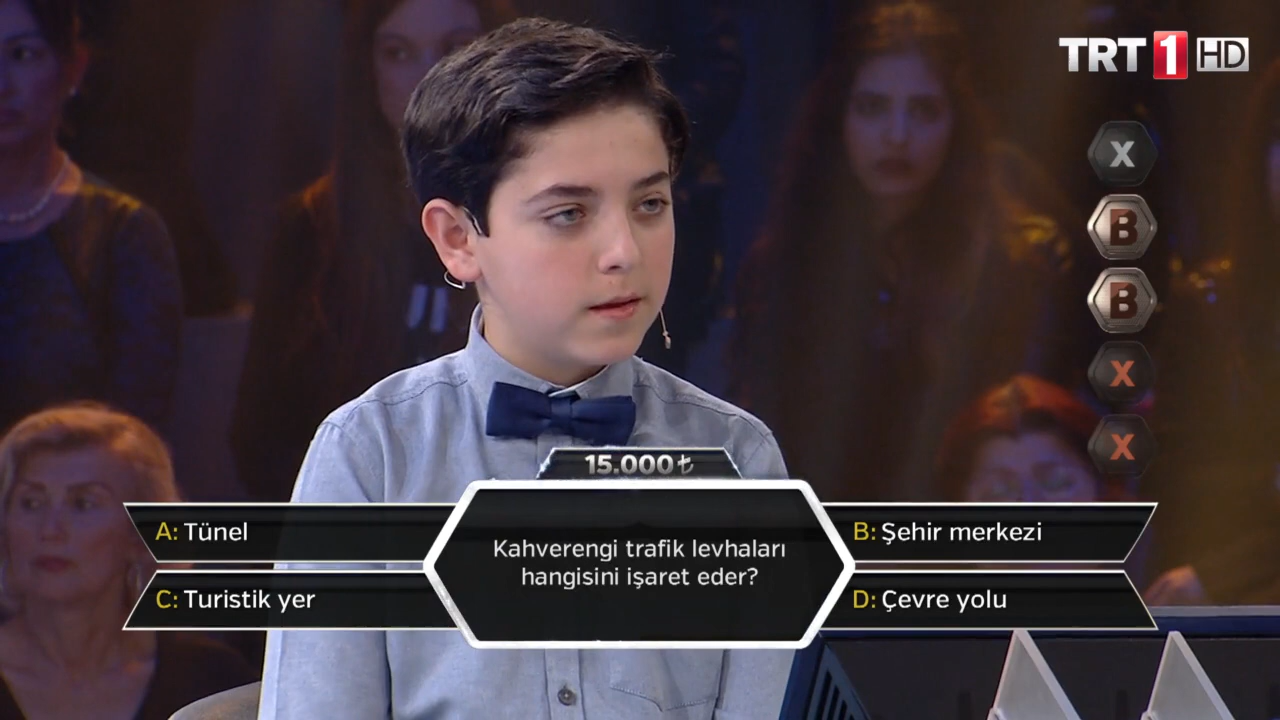 TRT 1 HD
X
B
B
X
X
15.000₺
Kahverengi trafik levhaları
hangisini işaret eder?
A: Tünel
B: Şehir merkezi
C: Turistik yer
D: Çevre yolu